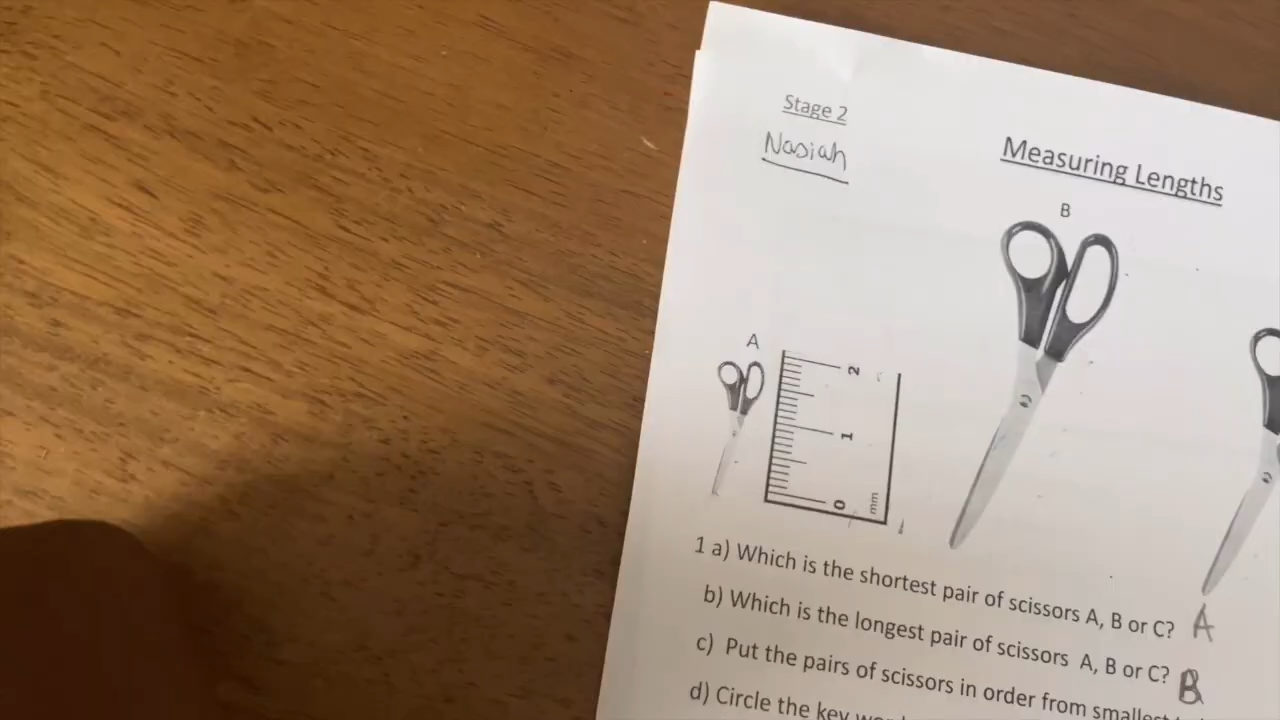 Stage 2
Nasiah
Measuring Lengths
B
A
2
1
0
mm
1 a) Which is the shortest pair of scissors A, B or C? A
b) Which is the longest pair of scissors A, B or C? B
c) Put the pairs of scissors in order from smallest
d) Circle the key